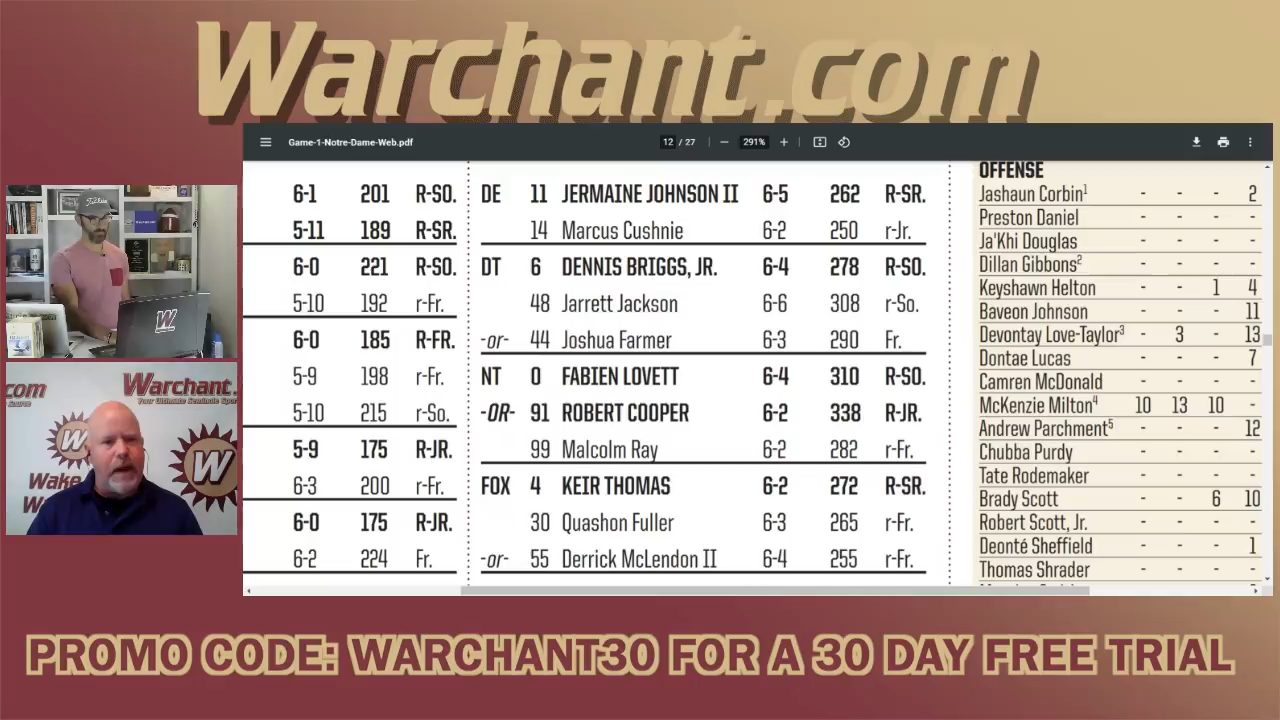 Warchant.com
Game-1-Notre-Dame-Web.pdf 12 / 27 291%
6-1 201 R-SO.
5-11 189 R-SR.
6-0 221 R-SO.
5-10 192 r-Fr.
6-0 185 R-FR.
5-9 198 r-Fr.
5-10 215 r-So.
5-9 175 R-JR.
6-3 200 r-Fr.
6-0 175 R-JR.
6-2 224 Fr.
DE 11 JERMAINE JOHNSON II 6-5 262 R-SR.
14 Marcus Cushnie 6-2 250 r-Jr.
DT 6 DENNIS BRIGGS, JR. 6-4 278 R-SO.
48 Jarrett Jackson 6-6 308 r-So.
-or- 44 Joshua Farmer 6-3 290 Fr.
NT 0 FABIEN LOVETT 6-4 310 R-SO.
-OR- 91 ROBERT COOPER 6-2 338 R-JR.
99 Malcolm Ray 6-2 282 r-Fr.
FOX 4 KEIR THOMAS 6-2 272 R-SR.
30 Quashon Fuller 6-3 265 r-Fr.
-or- 55 Derrick McLendon II 6-4 255 r-Fr.
OFFENSE
Jashaun Corbin1 - - - 2
Preston Daniel - - - -
Ja'Khi Douglas - - - -
Dillan Gibbons2 - - - -
Keyshawn Helton - - 1 4
Baveon Johnson - - - 11
Devontay Love-Taylor3 - 3 - 13
Dontae Lucas - - - 7
Camren McDonald - - - -
McKenzie Milton4 10 13 10 -
Andrew Parchment5 - - - 12
Chubba Purdy - - - -
Tate Rodemaker - - - -
Brady Scott - - 6 10
Robert Scott, Jr. - - - -
Deonté Sheffield - - - 1
Thomas Shrader - - - -
Titleist
W
.com Warchant.com
Your Ultimate Seminole
W
W
Wake
PROMO CODE: WARCHANT30 FOR A 30 DAY FREE TRIAL